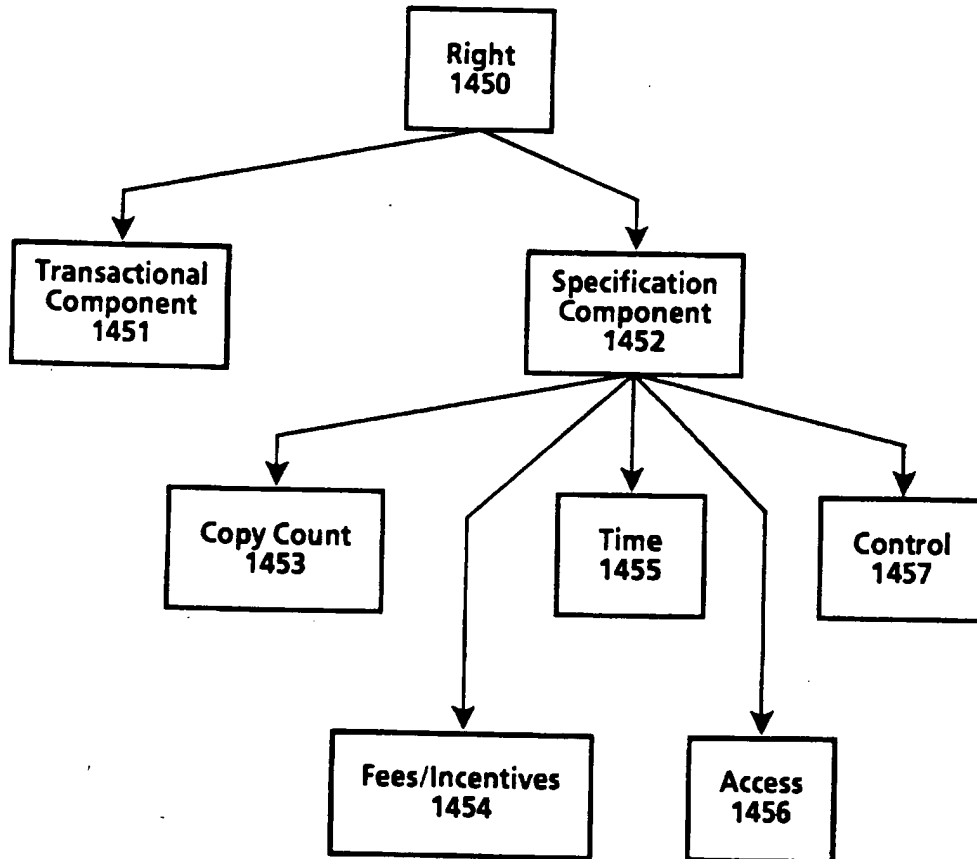 Right
1450
Transactional
Component
1451
Specification
Component
1452
Copy Count
1453
Time
1455
Control
1457
Fees/Incentives
1454
Access
1456